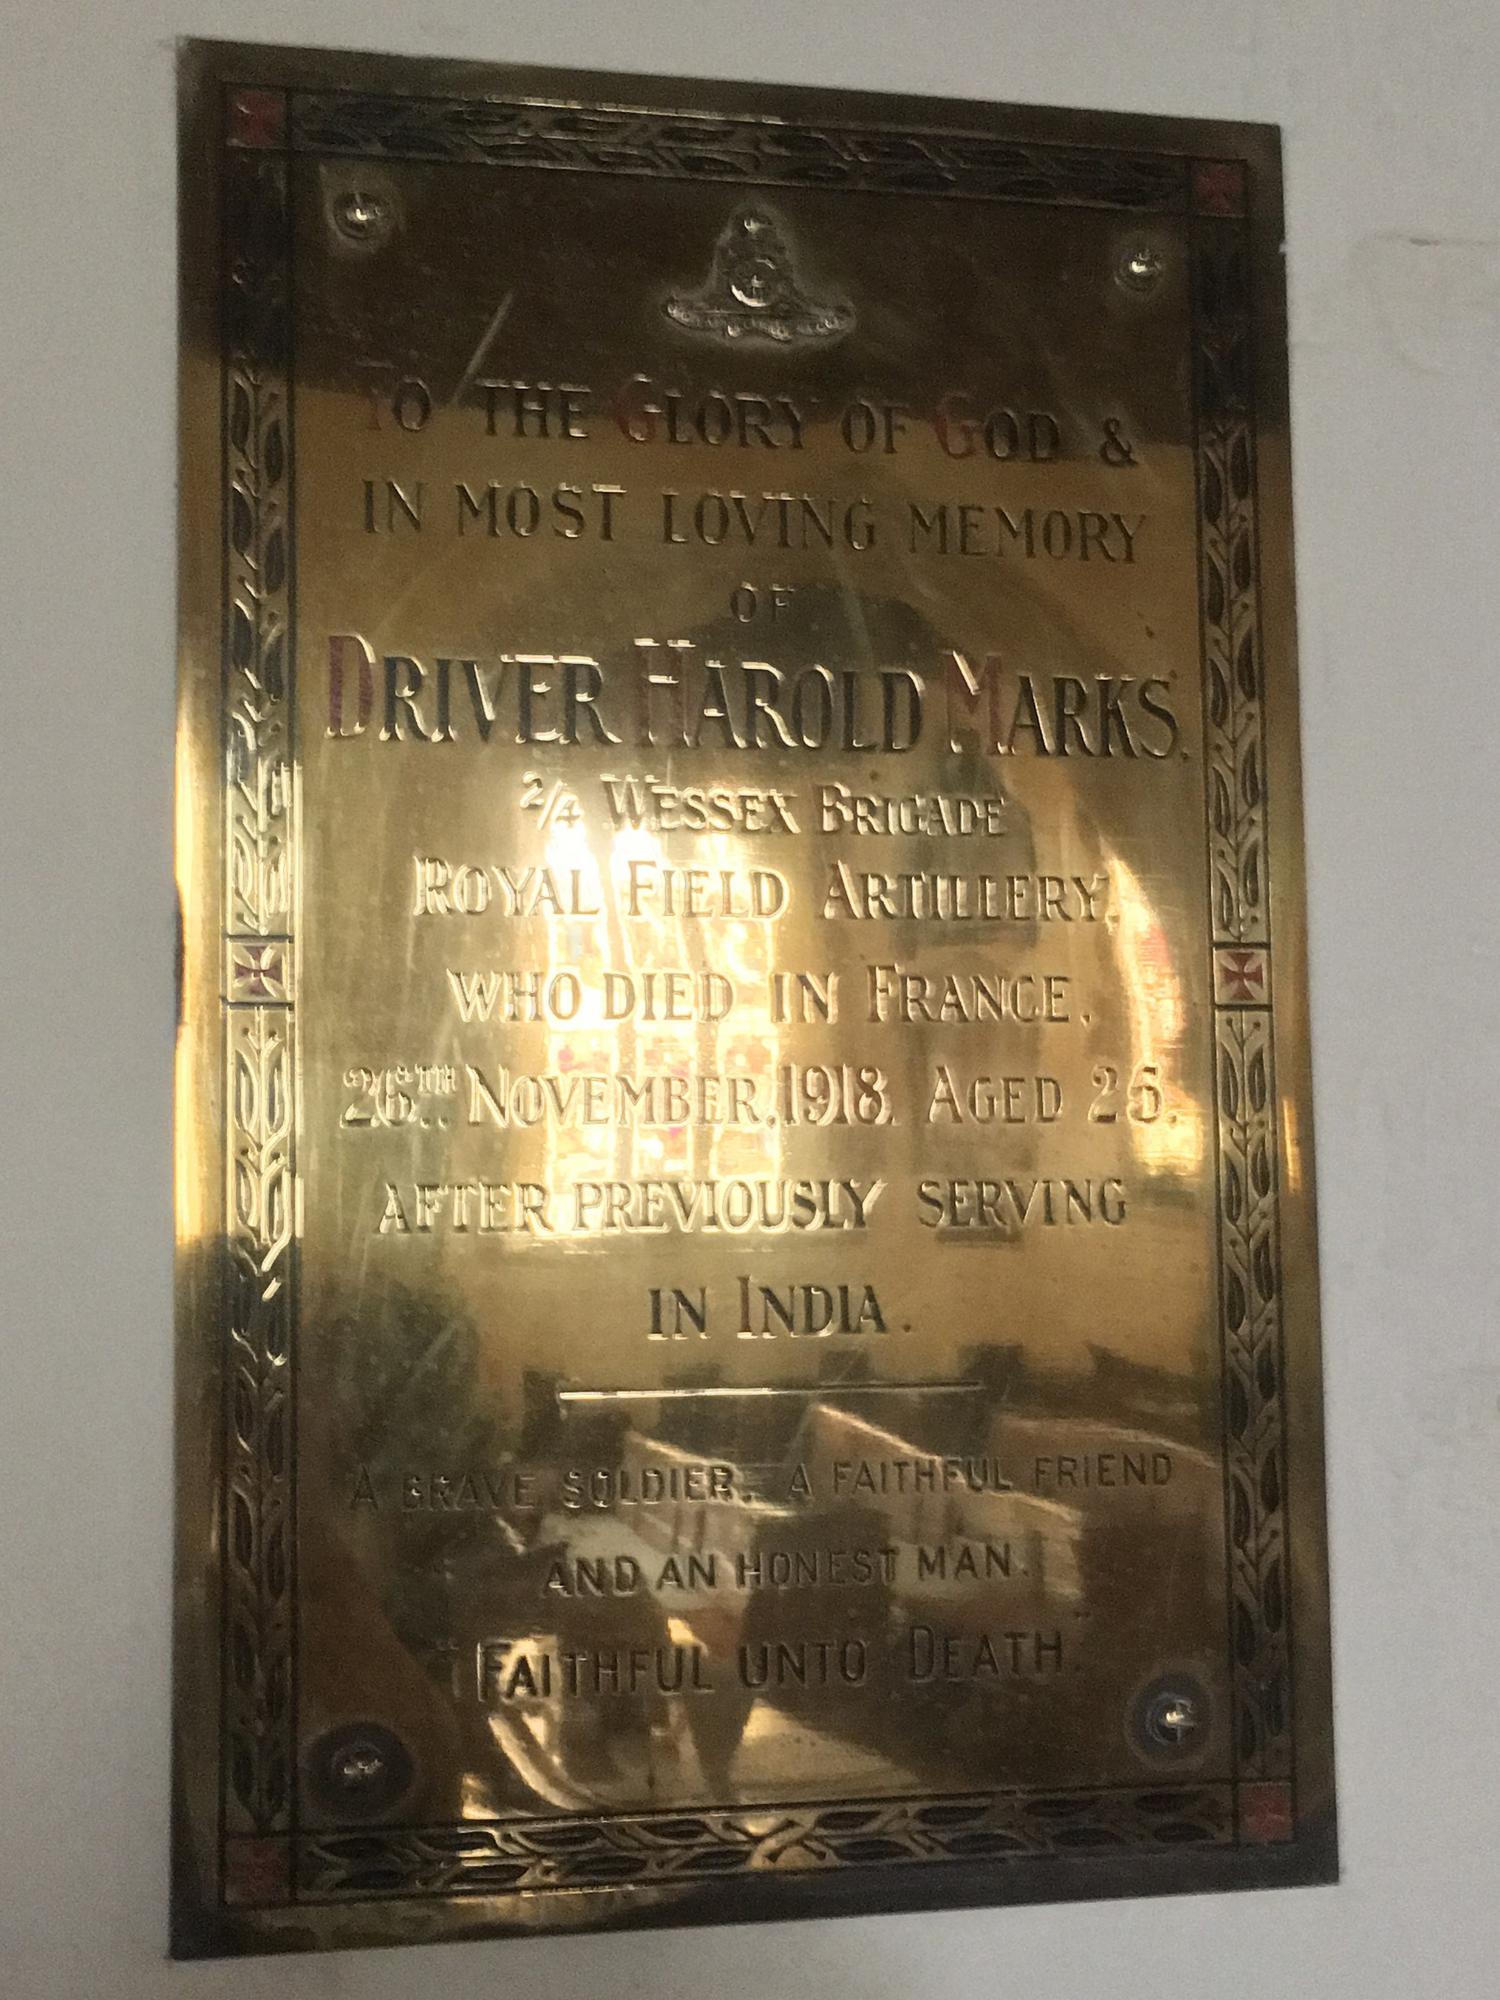 To the Glory of God &
in most loving memory
of
Driver Harold Marks.
2/4 Wessex Brigade
Royal Field Artillery.
who died in France.
26TH November, 1918. Aged 26.
after previously serving
in India.
A BRAVE SOLDIER, A FAITHFUL FRIEND
AND AN HONEST MAN.
"FAITHFUL UNTO DEATH."